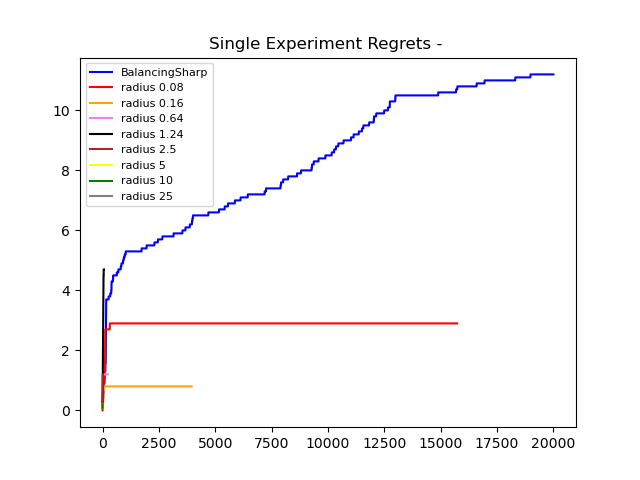 Single Experiment Regrets -
BalancingSharp
radius 0.08
radius 0.16
radius 0.64
radius 1.24
radius 2.5
radius 5
radius 10
radius 25
10
8
6
4
2
0
0 2500 5000 7500 10000 12500 15000 17500 20000